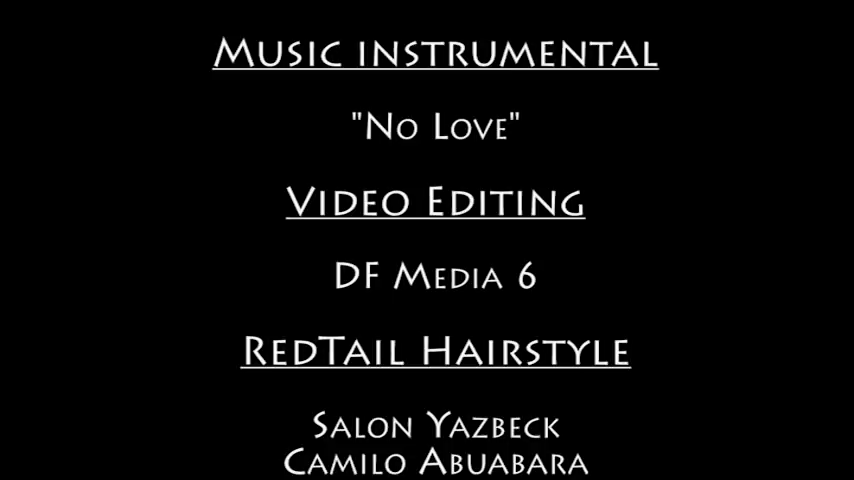 Music instrumental
"No Love"
Video Editing
DF Media 6
RedTail Hairstyle
Salon Yazbeck
Camilo Abuabara